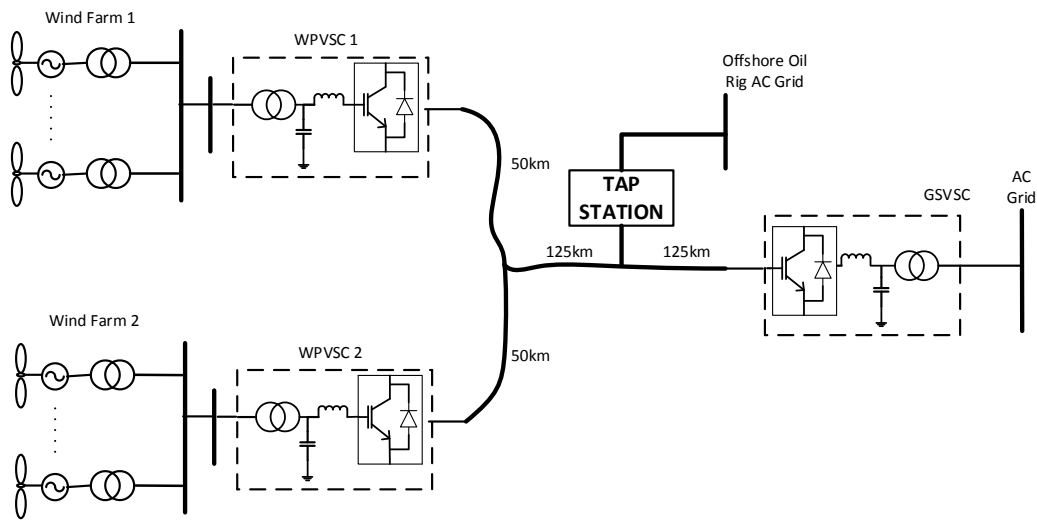 Wind Farm 1
WPVSC 1
Offshore Oil
Rig AC Grid
50km
TAP
STATION
AC
Grid
GSVSC
125km
125km
Wind Farm 2
WPVSC 2
50km